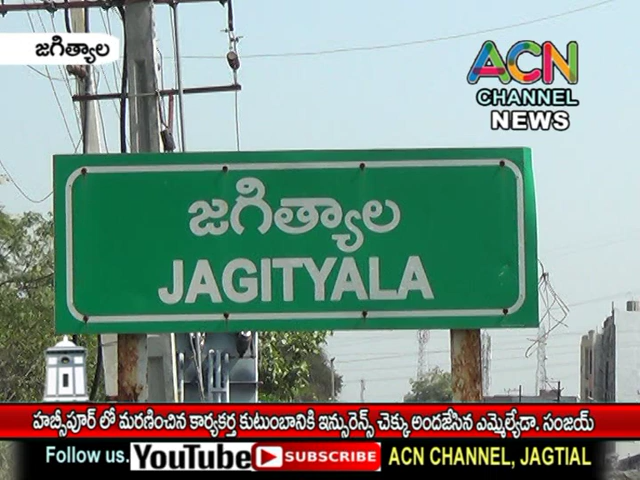 జగిత్యాల
ACN
CHANNEL
NEWS
జగిత్యాల
JAGITYALA
హబ్సీపూర్ లో మరణించిన కార్యకర్త కుటుంబానికి ఇన్సురెన్స్ చెక్కు అందజేసిన ఎమ్మెల్యేడా. సంజయ్
Follow us. YouTube SUBSCRIBE ACN CHANNEL, JAGTIAL